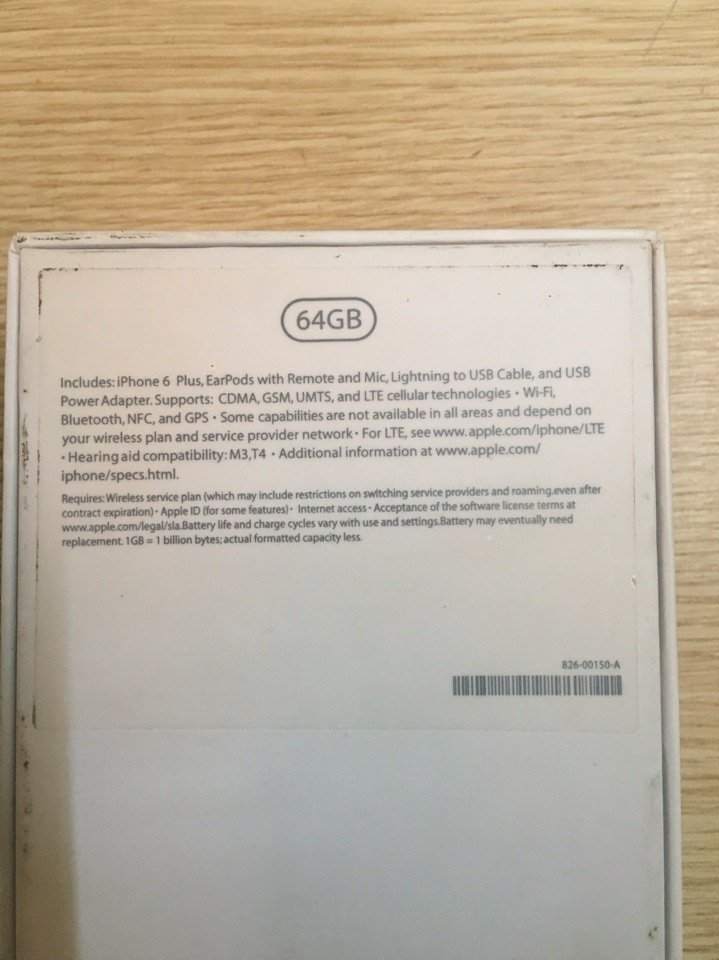 64GB
Includes: iPhone 6 Plus, EarPods with Remote and Mic, Lightning to USB Cable, and USB
Power Adapter. Supports: CDMA, GSM, UMTS, and LTE cellular technologies • Wi-Fi,
Bluetooth, NFC, and GPS • Some capabilities are not available in all areas and depend on
your wireless plan and service provider network • For LTE, see www.apple.com/iphone/LTE
• Hearing aid compatibility: M3,T4 • Additional information at www.apple.com/
iphone/specs.html.
Requires: Wireless service plan (which may include restrictions on switching service providers and roaming.even after
contract expiration) • Apple ID (for some features) • Internet access • Acceptance of the software license terms at
www.apple.com/legal/sla.Battery life and charge cycles vary with use and settings.Battery may eventually need
replacement. 1GB = 1 billion bytes; actual formatted capacity less.
826-00150-A